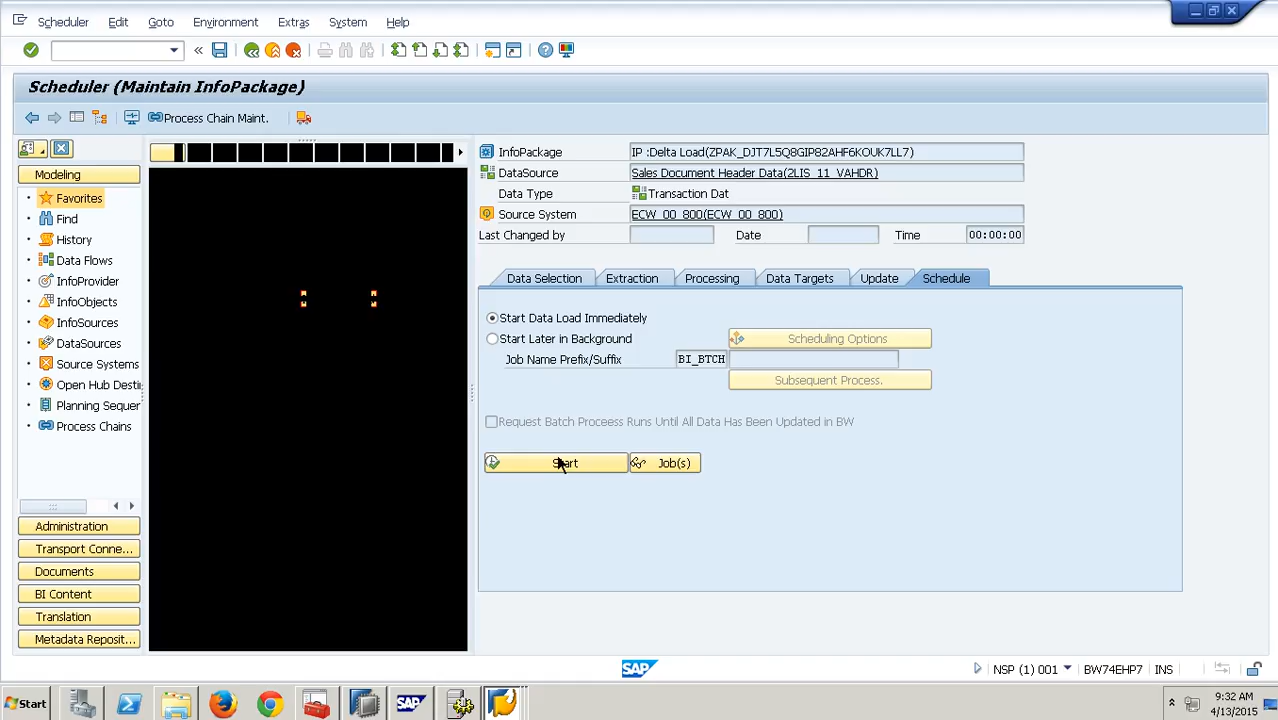 Scheduler Edit Goto Environment Extras System Help
Scheduler (Maintain InfoPackage)
Process Chain Maint.
Modeling
Favorites
Find
History
Data Flows
InfoProvider
InfoObjects
InfoSources
DataSources
Source Systems
Open Hub Desti
Planning Sequer
Process Chains
Administration
Transport Conne...
Documents
BI Content
Translation
Metadata Reposit...
InfoPackage IP :Delta Load(ZPAK_DJT7L5Q8GIP82AHF6KOUK7LL7)
DataSource Sales Document Header Data(2LIS_11_VAHDR)
Data Type Transaction Dat
Source System ECW_00_800(ECW_00_800)
Last Changed by Date Time 00:00:00
Data Selection Extraction Processing Data Targets Update Schedule
Start Data Load Immediately
Start Later in Background Scheduling Options
Job Name Prefix/Suffix BI_BTCH
Subsequent Process.
Request Batch Proceess Runs Until All Data Has Been Updated in BW
Start Job(s)
SAP NSP (1) 001 BW74EHP7 INS
Start SAP 9:32 AM
4/13/2015